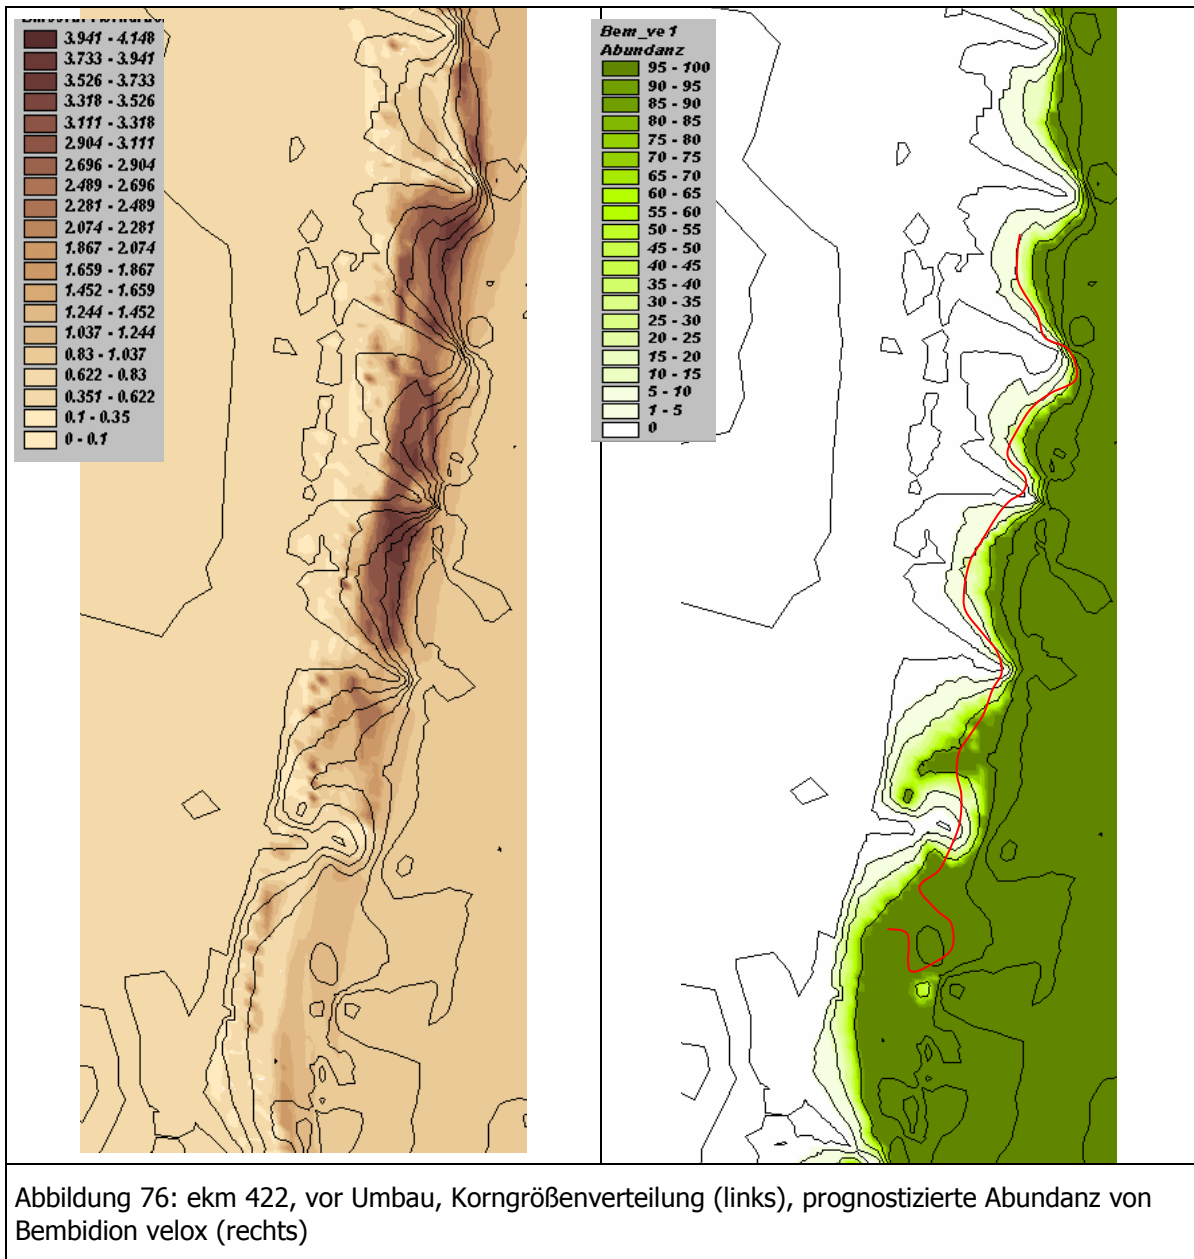 3.941 - 4.148
3.733 - 3.941
3.526 - 3.733
3.318 - 3.526
3.111 - 3.318
2.904 - 3.111
2.696 - 2.904
2.489 - 2.696
2.281 - 2.489
2.074 - 2.281
1.867 - 2.074
1.659 - 1.867
1.452 - 1.659
1.244 - 1.452
1.037 - 1.244
0.83 - 1.037
0.622 - 0.83
0.351 - 0.622
0.1 - 0.35
0 - 0.1
Bem_ve1
Abundanz
95 - 100
90 - 95
85 - 90
80 - 85
75 - 80
70 - 75
65 - 70
60 - 65
55 - 60
50 - 55
45 - 50
40 - 45
35 - 40
30 - 35
25 - 30
20 - 25
15 - 20
10 - 15
5 - 10
1 - 5
0
Abbildung 76: ekm 422, vor Umbau, Korngrößenverteilung (links), prognostizierte Abundanz von
Bembidion velox (rechts)